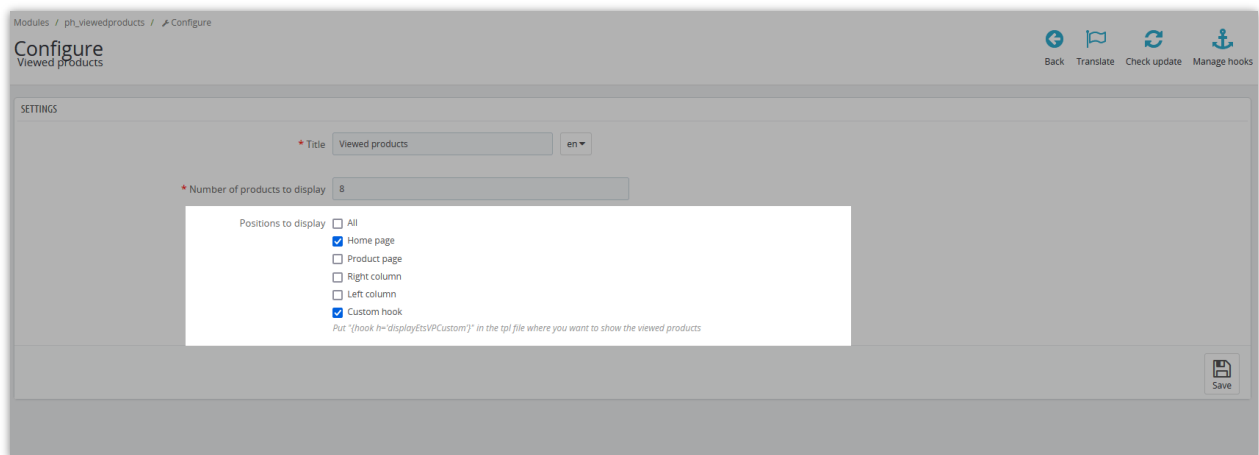 Modules / ph_viewedproducts / Configure
Configure
Viewed products
Back Translate Check update Manage hooks
SETTINGS
* Title Viewed products en
* Number of products to display 8
Positions to display All
Home page
Product page
Right column
Left column
Custom hook
Put "{hook h='displayEtsVPCustom'}" in the tpl file where you want to show the viewed products
Save